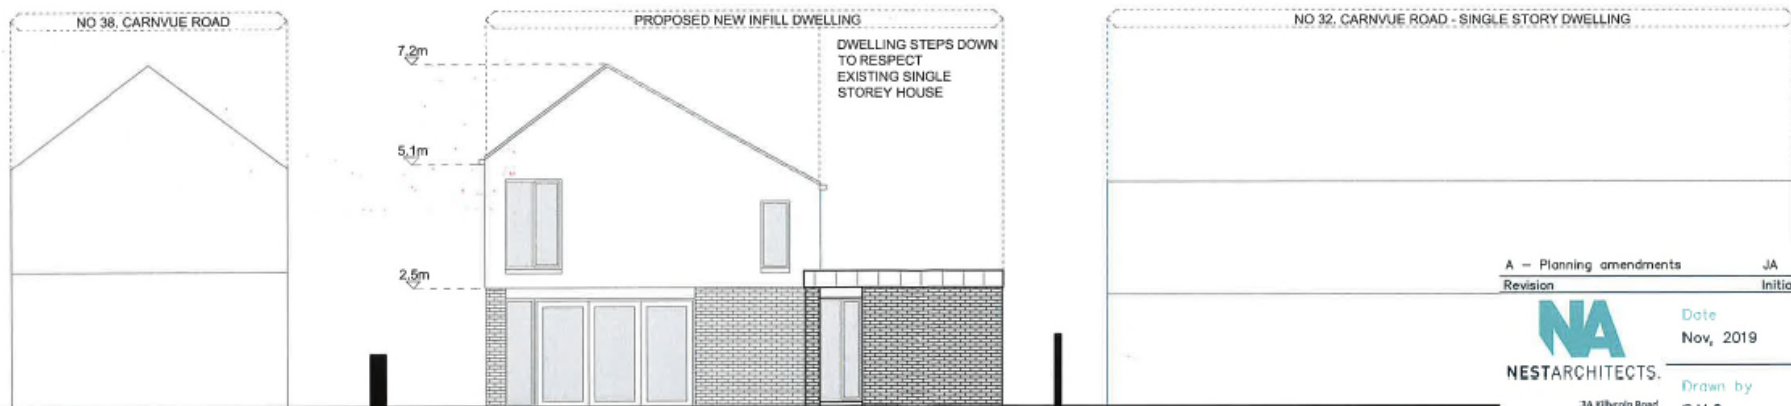 NO 38. CARNVUE ROAD
PROPOSED NEW INFILL DWELLING
NO 32. CARNVUE ROAD - SINGLE STORY DWELLING
DWELLING STEPS DOWN
TO RESPECT
EXISTING SINGLE
STOREY HOUSE
7.2m
5.1m
2.5m
A – Planning amendments JA
Revision
NA
NESTARCHITECTS.
Date
Nov, 2019
Drawn by